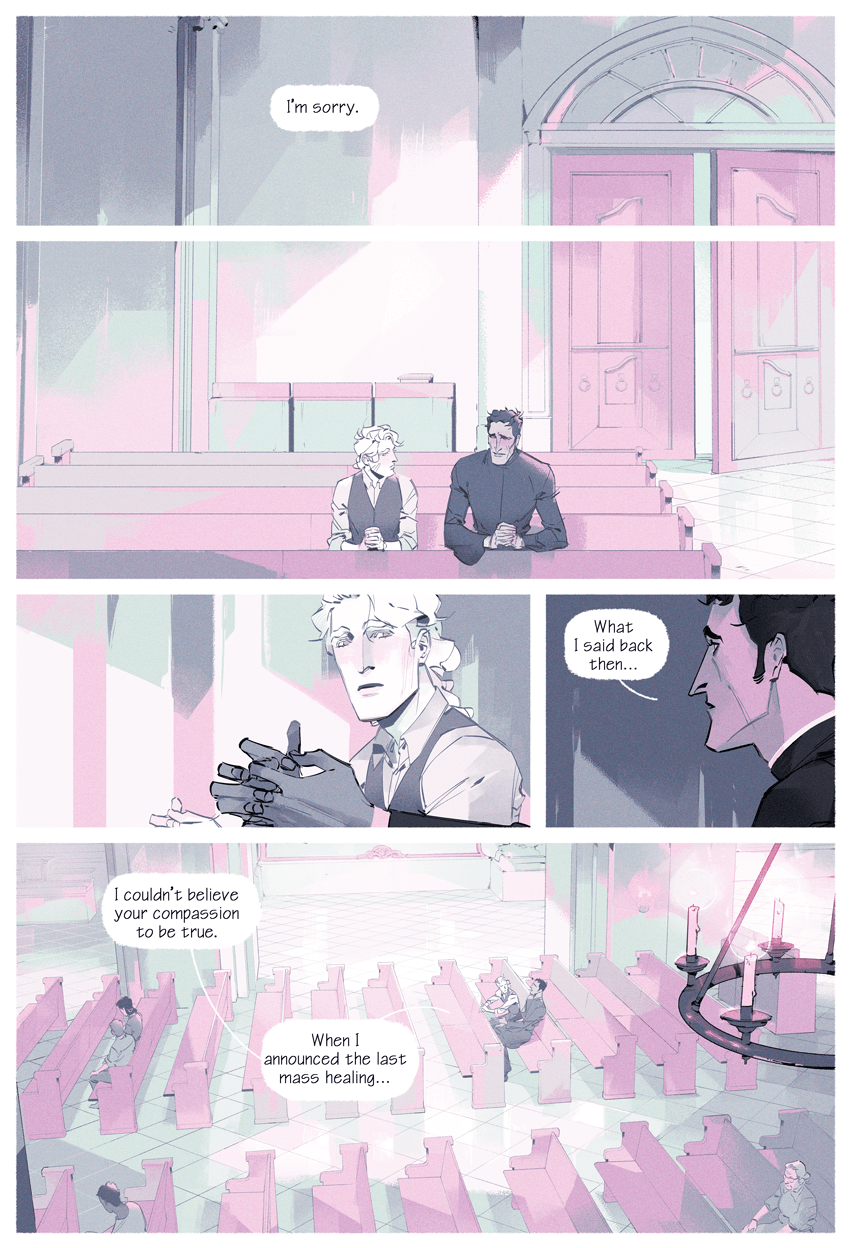 I'm sorry.
What
I said back
then...
I couldn't believe
your compassion
to be true.
When I
announced the last
mass healing...